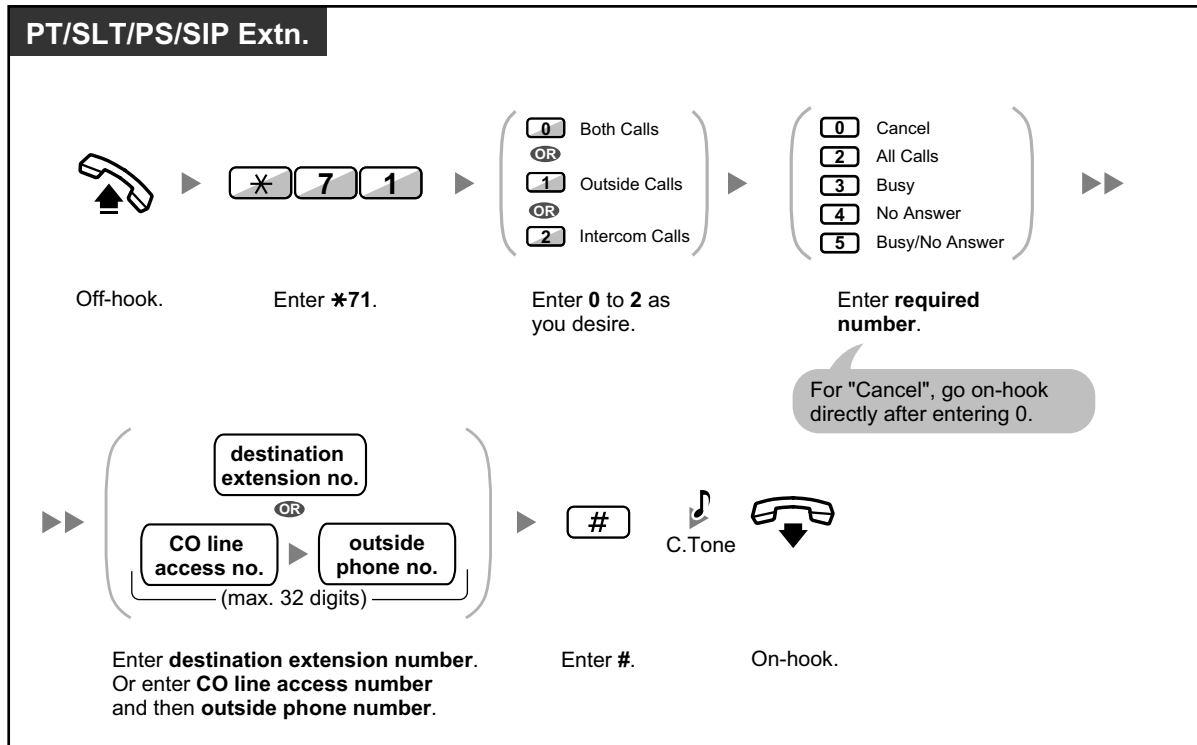 PT/SLT/PS/SIP Extn.
* 7 1
0 Both Calls
OR
1 Outside Calls
OR
2 Intercom Calls
0 Cancel
2 All Calls
3 Busy
4 No Answer
5 Busy/No Answer
Off-hook.
Enter *71.
Enter 0 to 2 as
you desire.
Enter required
number.
For "Cancel", go on-hook
directly after entering 0.
destination
extension no.
OR
CO line
access no.
outside
phone no.
(max. 32 digits)
#
C.Tone
Enter destination extension number.
Or enter CO line access number
and then outside phone number.
Enter #.
On-hook.